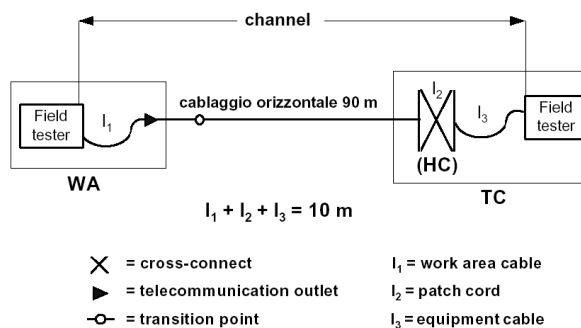 channel
Field
tester
l₁
cablaggio orizzontale 90 m
l₂
l₃
Field
tester
(HC)
WA
TC
l₁ + l₂ + l₃ = 10 m
= cross-connect
= telecommunication outlet
= transition point
l₁ = work area cable
l₂ = patch cord
l₃ = equipment cable